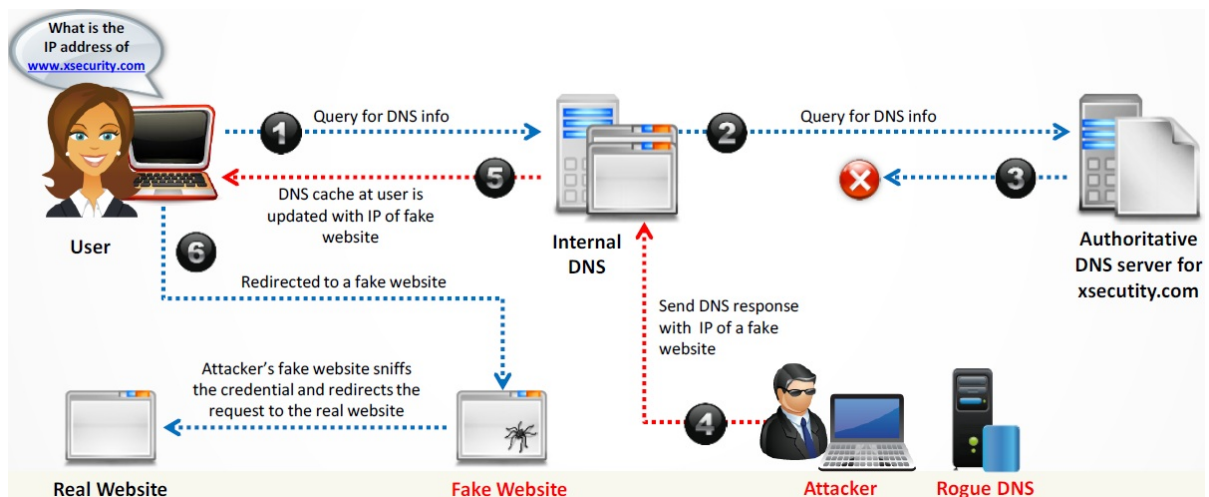 What is the
IP address of
www.xsecurity.com
1
Query for DNS info
2
Query for DNS info
5
3
DNS cache at user is
updated with IP of fake
website
User
6
Internal
DNS
Authoritative
DNS server for
xsecutity.com
Redirected to a fake website
Send DNS response
with IP of a fake
website
Attacker's fake website sniffs
the credential and redirects the
request to the real website
4
Real Website
Fake Website
Attacker
Rogue DNS